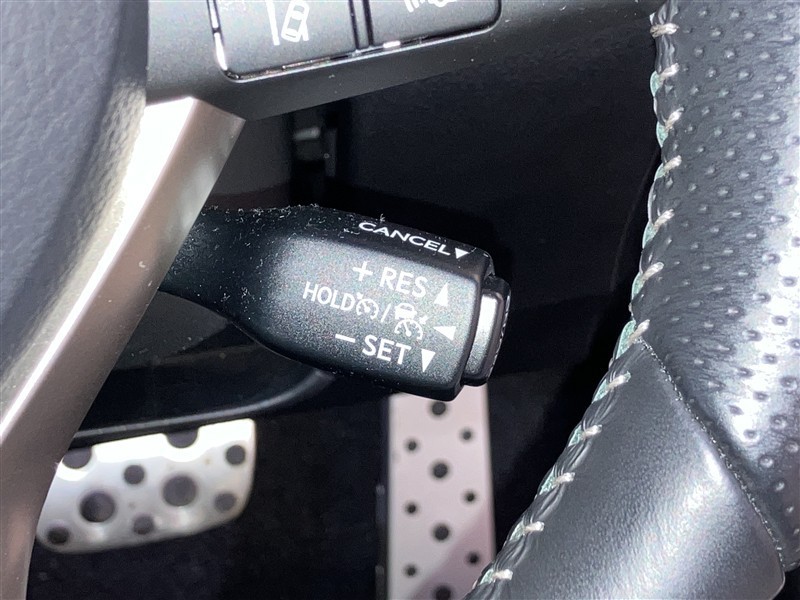 CANCEL▼
+ RES▲
HOLD / ◀
− SET▼